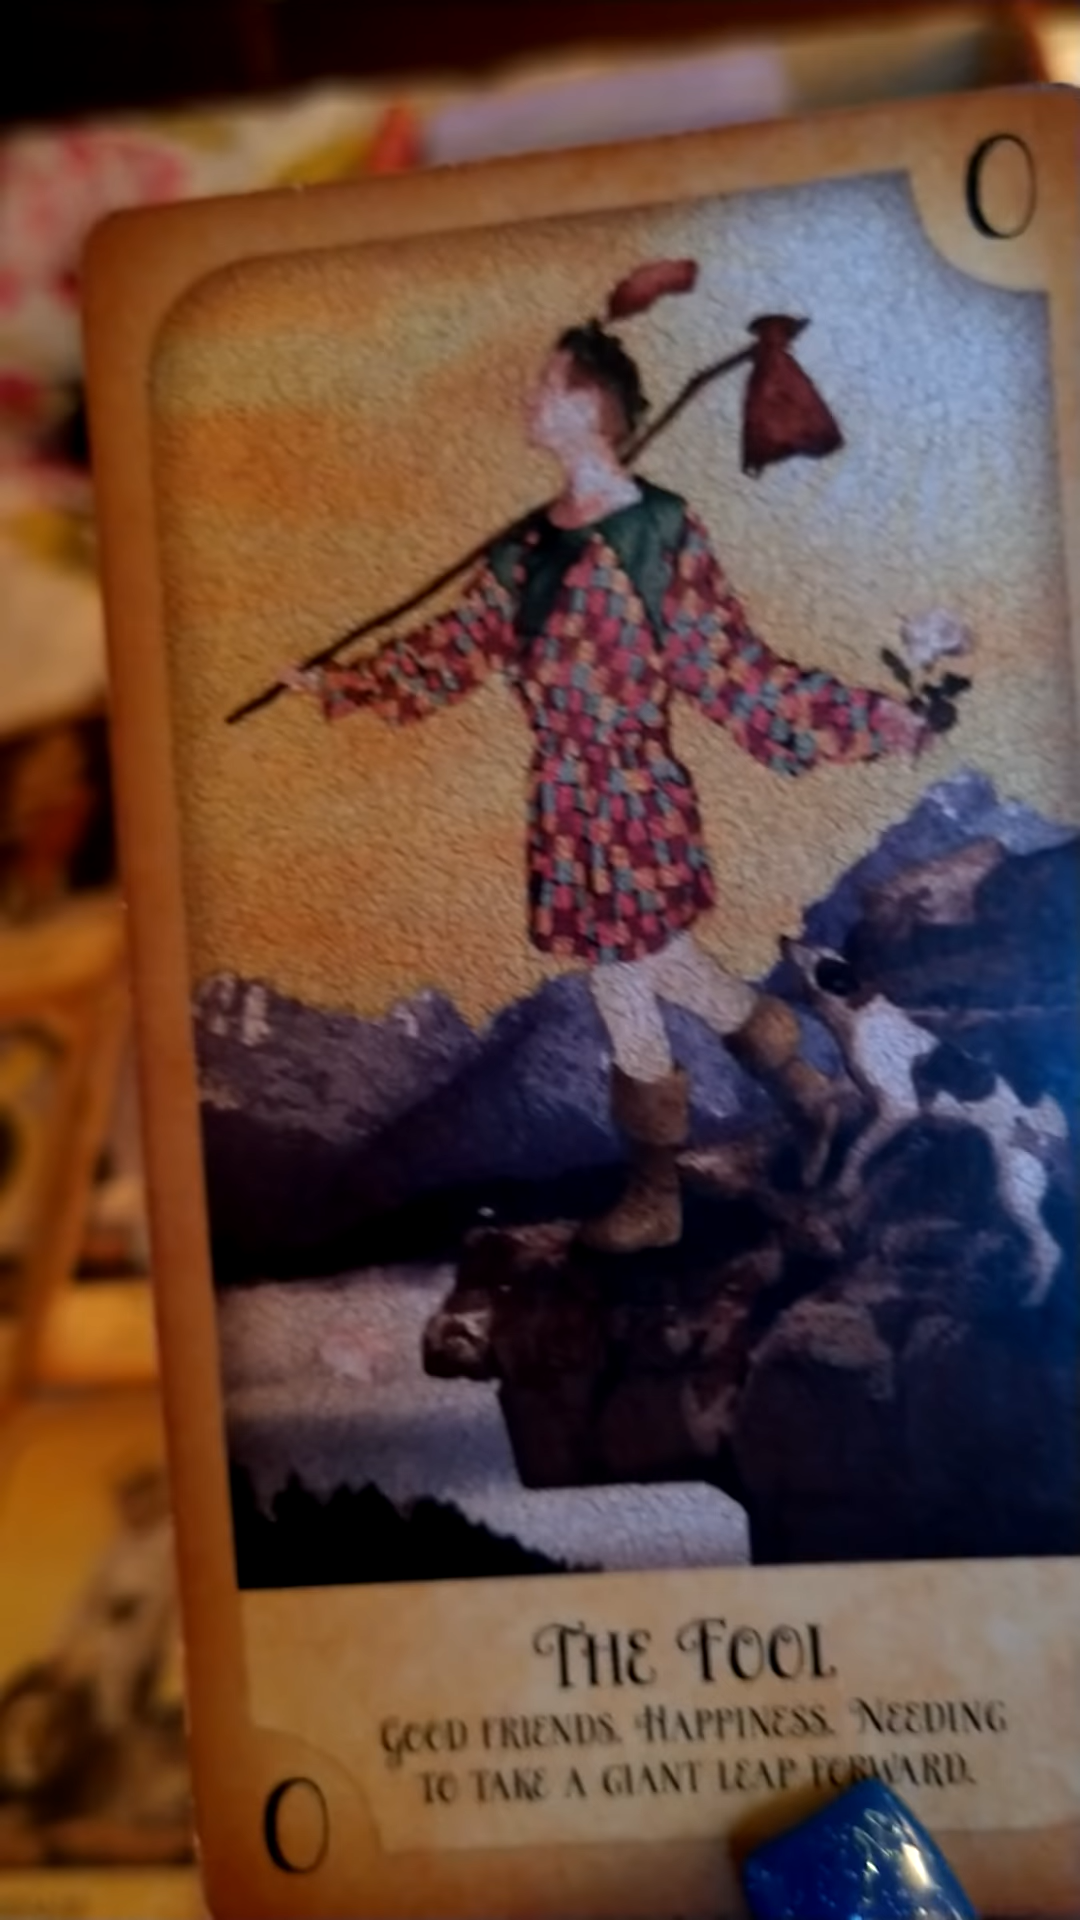 0
THE FOOL
GOOD FRIENDS. HAPPINESS. NEEDING
TO TAKE A GIANT LEAP FORWARD.
0